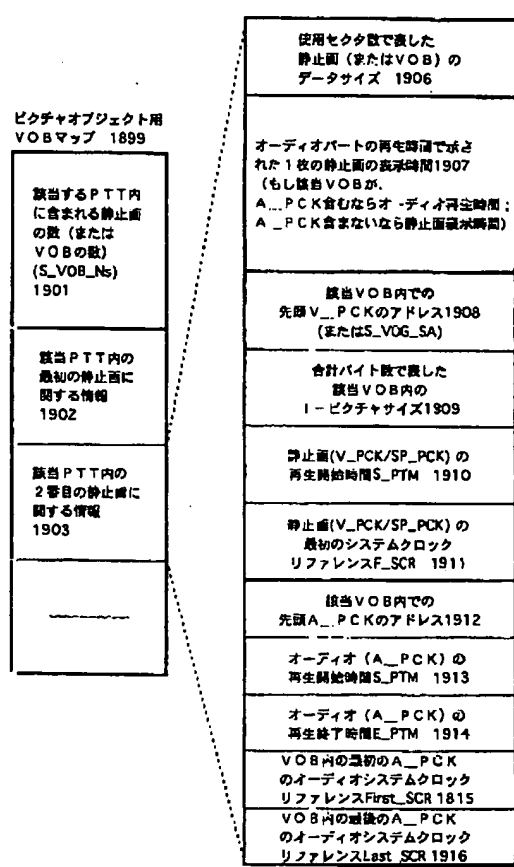 ピクチャオブジェクト用
VOBマップ 1899
該当するPTT内
に含まれる静止画
の数(または
VOBの数)
(S_VOB_Ns)
1901
該当PTT内の
最初の静止画に
関する情報
1902
該当PTT内の
2番目の静止画に
関する情報
1903
使用セクタ数で表した
静止画(またはVOB)の
データサイズ 1906
オーディオパートの再生時間で示さ
れた1枚の静止画の表示時間1907
(もし該当VOBが、
A__PCK含むならオーディオ再生時間;
A__PCK含まないなら静止画表示時間)
該当VOB内での
先頭V__PCKのアドレス1908
(またはS_VOG_SA)
合計バイト数で表した
該当VOB内の
I-ピクチャサイズ1909
静止画(V_PCK/SP_PCK)の
再生開始時間S_PTM 1910
静止画(V_PCK/SP_PCK)の
最初のシステムクロック
リファレンスF_SCR 1911
該当VOB内での
先頭A__PCKのアドレス1912
オーディオ(A__PCK)の
再生開始時間S_PTM 1913
オーディオ(A__PCK)の
再生終了時間E_PTM 1914
VOB内の最初のA__PCK
のオーディオシステムクロック
リファレンスFirst_SCR 1815
VOB内の最後のA__PCK
のオーディオシステムクロック
リファレンスLast_SCR 1916